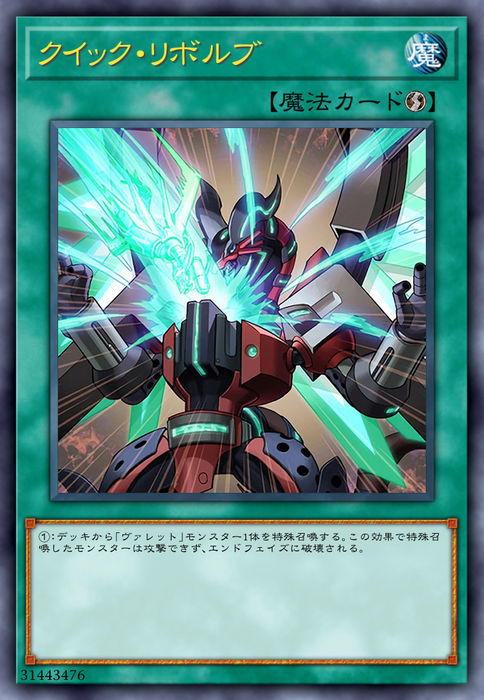 クイック・リボルブ
魔
【魔法カード】
①:デッキから「ヴァレット」モンスター1体を特殊召喚する。この効果で特殊召
喚したモンスターは攻撃できず、エンドフェイズに破壊される。
31443476